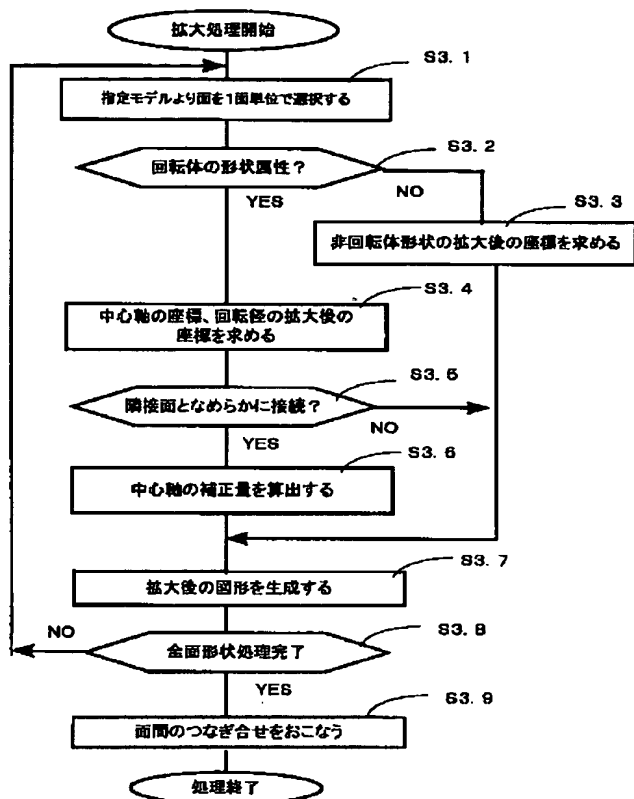 拡大処理開始
S3. 1
指定モデルより面を1面単位で選択する
S3. 2
回転体の形状属性?
NO
YES
S3. 3
非回転体形状の拡大後の座標を求める
S3. 4
中心軸の座標、回転径の拡大後の
座標を求める
S3. 5
隣接面となめらかに接続?
NO
YES
S3. 6
中心軸の補正量を算出する
S3. 7
拡大後の図形を生成する
S3. 8
NO
全面形状処理完了
YES
S3. 9
面間のつなぎ合せをおこなう
処理終了